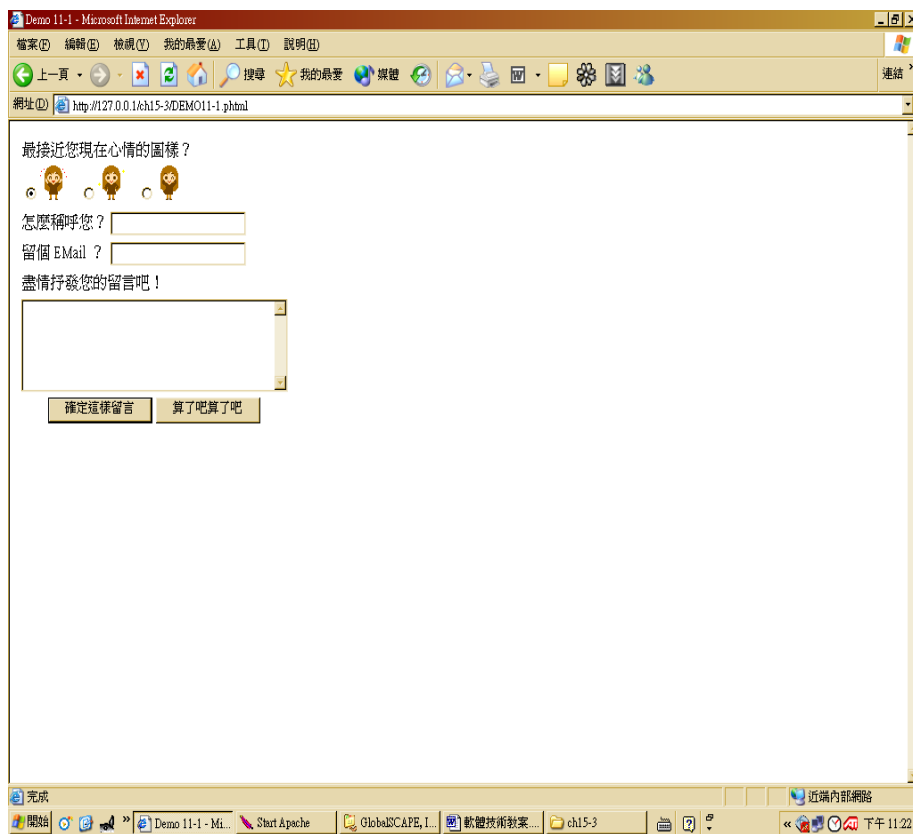 Demo 11-1 - Microsoft Internet Explorer
檔案(F) 編輯(E) 檢視(V) 我的最愛(A) 工具(T) 說明(H)
上一頁 搜尋 我的最愛 媒體 連結 »
網址(D) http://127.0.0.1/ch15-3/DEMO11-1.phtml
最接近您現在心情的圖樣？
怎麼稱呼您？
留個 EMail ？
盡情抒發您的留言吧！
確定這樣留言 算了吧算了吧
完成 近端內部網路
開始 » Demo 11-1 - Mi... Start Apache GlobalSCAPE, I... 軟體技術教案.... ch15-3 « 下午 11:22